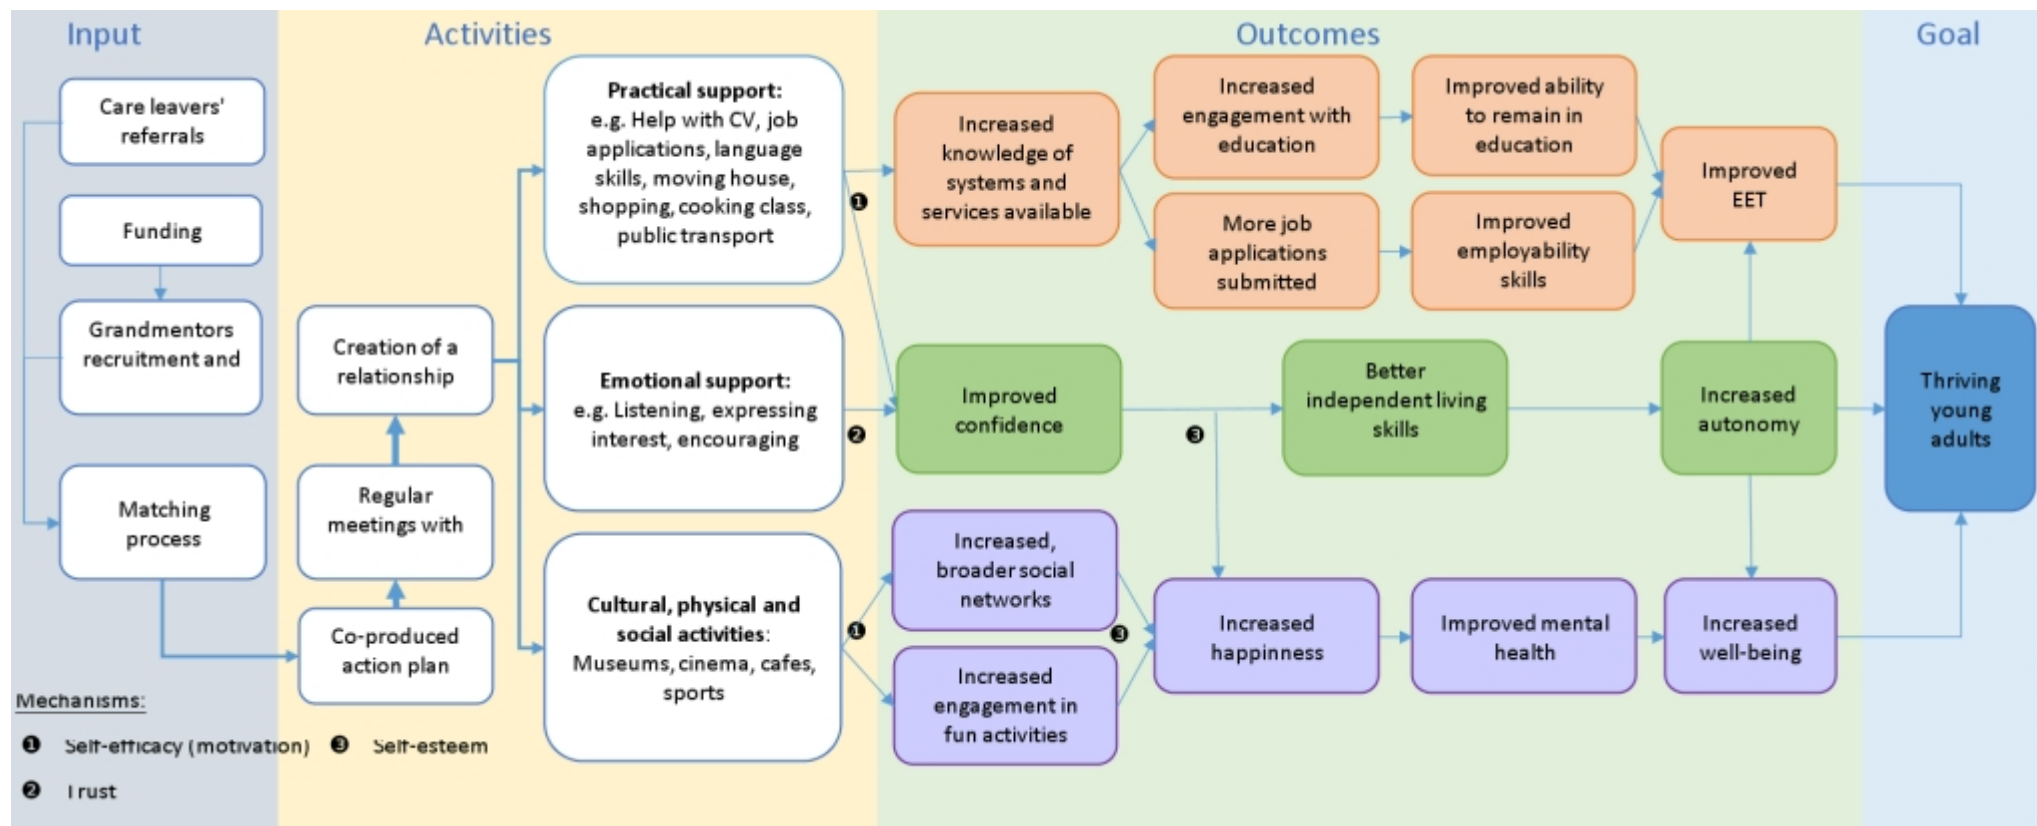 Input
Activities
Outcomes
Goal
Care leavers'
referrals
Funding
Grandmentors
recruitment and
Matching
process
Creation of a
relationship
Regular
meetings with
Co-produced
action plan
Practical support:
e.g. Help with CV, job
applications, language
skills, moving house,
shopping, cooking class,
public transport
Emotional support:
e.g. Listening, expressing
interest, encouraging
Cultural, physical and
social activities:
Museums, cinema, cafes,
sports
❶
❷
❶
Increased
knowledge of
systems and
services available
Increased
engagement with
education
Improved ability
to remain in
education
More job
applications
submitted
Improved
employability
skills
Improved
EET
Improved
confidence
❸
Better
independent living
skills
Increased
autonomy
Increased,
broader social
networks
Increased
engagement in
fun activities
❸
Increased
happinness
Improved mental
health
Increased
well-being
Thriving
young
adults
Mechanisms:
❶ Self-efficacy (motivation) ❸ Self-esteem
❷ Trust